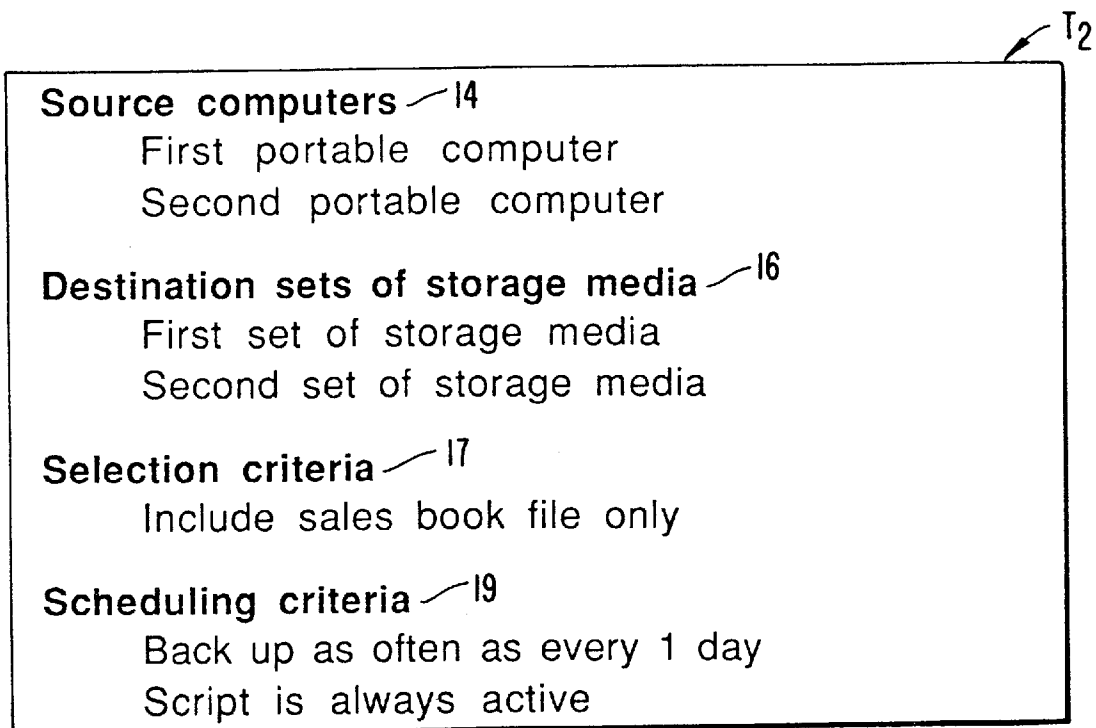 T2
Source computers 14
First portable computer
Second portable computer
Destination sets of storage media 16
First set of storage media
Second set of storage media
Selection criteria 17
Include sales book file only
Scheduling criteria 19
Back up as often as every 1 day
Script is always active